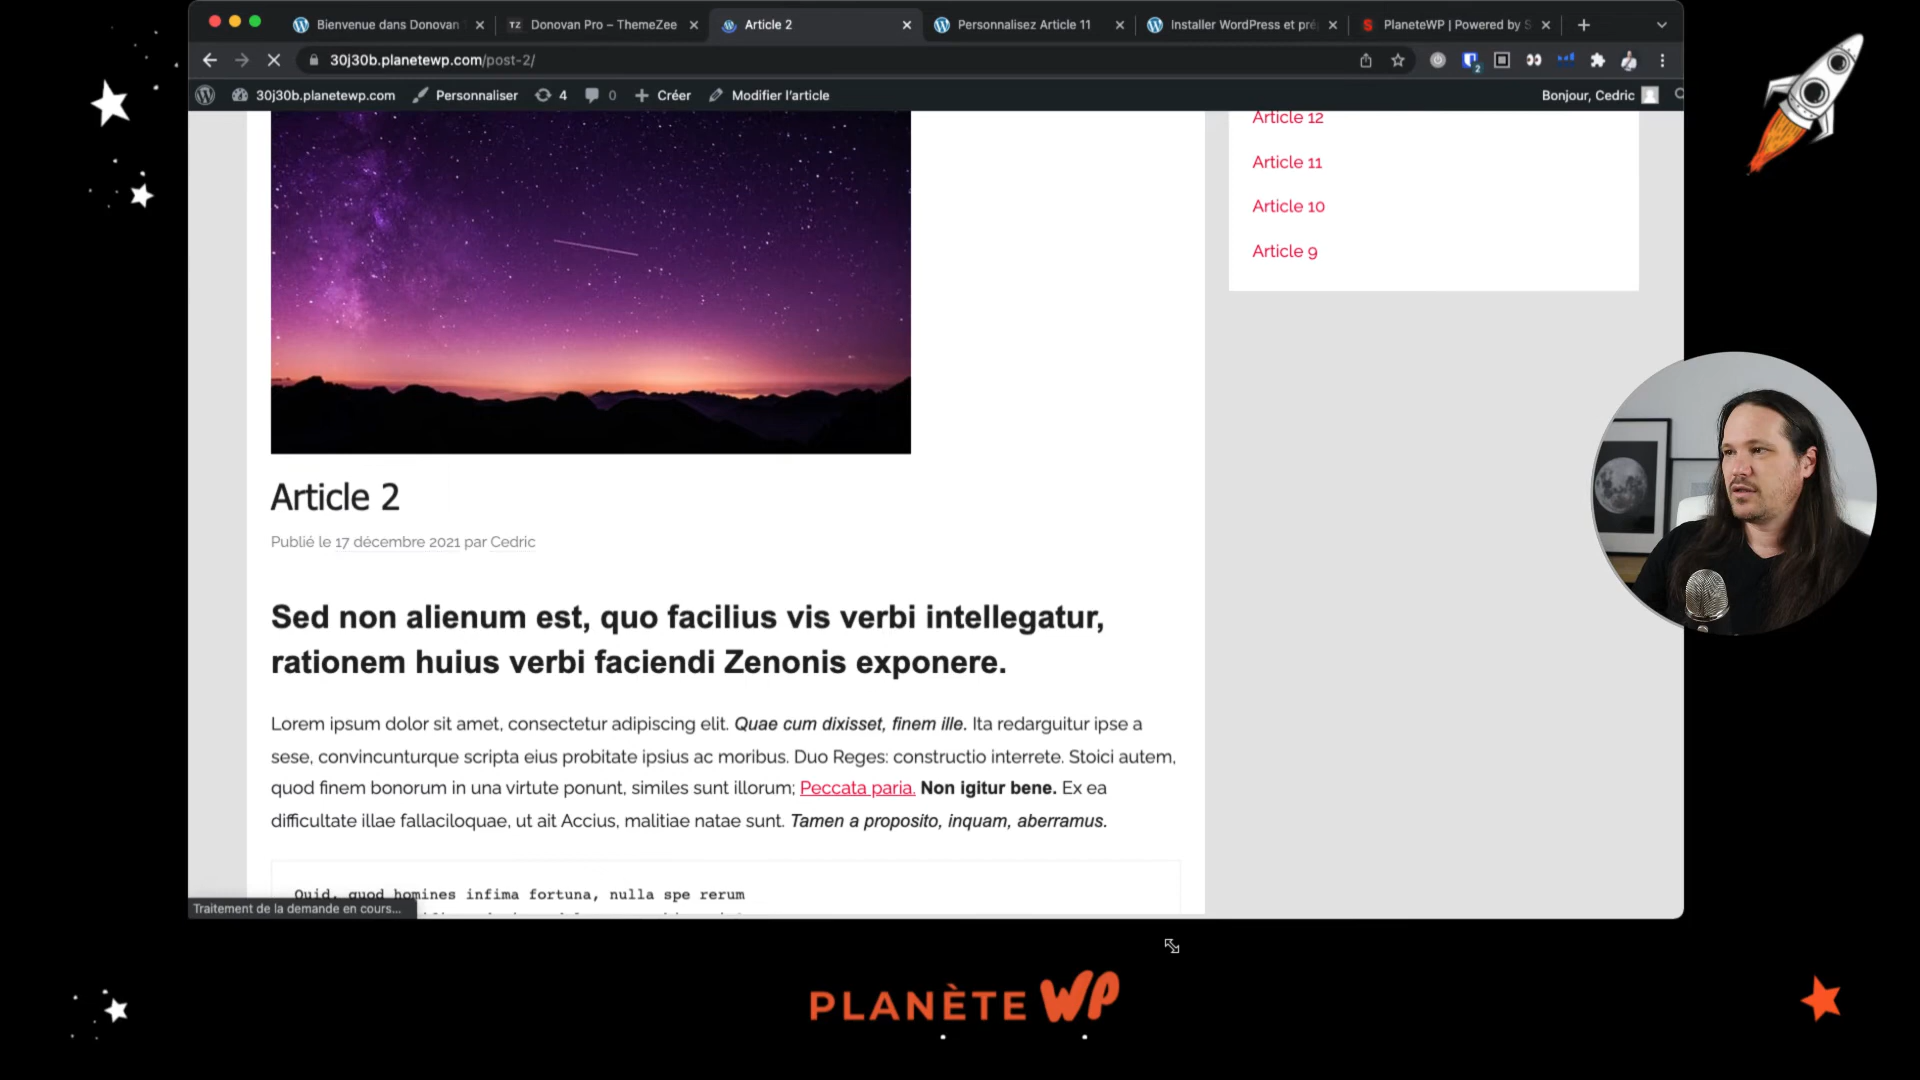 Bienvenue dans Donovan
TZ Donovan Pro – ThemeZee
Article 2
Personnalisez Article 11
Installer WordPress et pré
S PlaneteWP | Powered by S
30j30b.planetewp.com/post-2/
2
30j30b.planetewp.com
Personnaliser
4
0
Créer
Modifier l'article
Bonjour, Cedric
Article 12
Article 11
Article 10
Article 9
Article 2
Publié le 17 décembre 2021 par Cedric
Sed non alienum est, quo facilius vis verbi intellegatur,
rationem huius verbi faciendi Zenonis exponere.
Lorem ipsum dolor sit amet, consectetur adipiscing elit. Quae cum dixisset, finem ille. Ita redarguitur ipse a
sese, convincunturque scripta eius probitate ipsius ac moribus. Duo Reges: constructio interrete. Stoici autem,
quod finem bonorum in una virtute ponunt, similes sunt illorum; Peccata paria. Non igitur bene. Ex ea
difficultate illae fallaciloquae, ut ait Accius, malitiae natae sunt. Tamen a proposito, inquam, aberramus.
Quid, quod homines infima fortuna, nulla spe rerum
Traitement de la demande en cours...
PLANÈTE WP